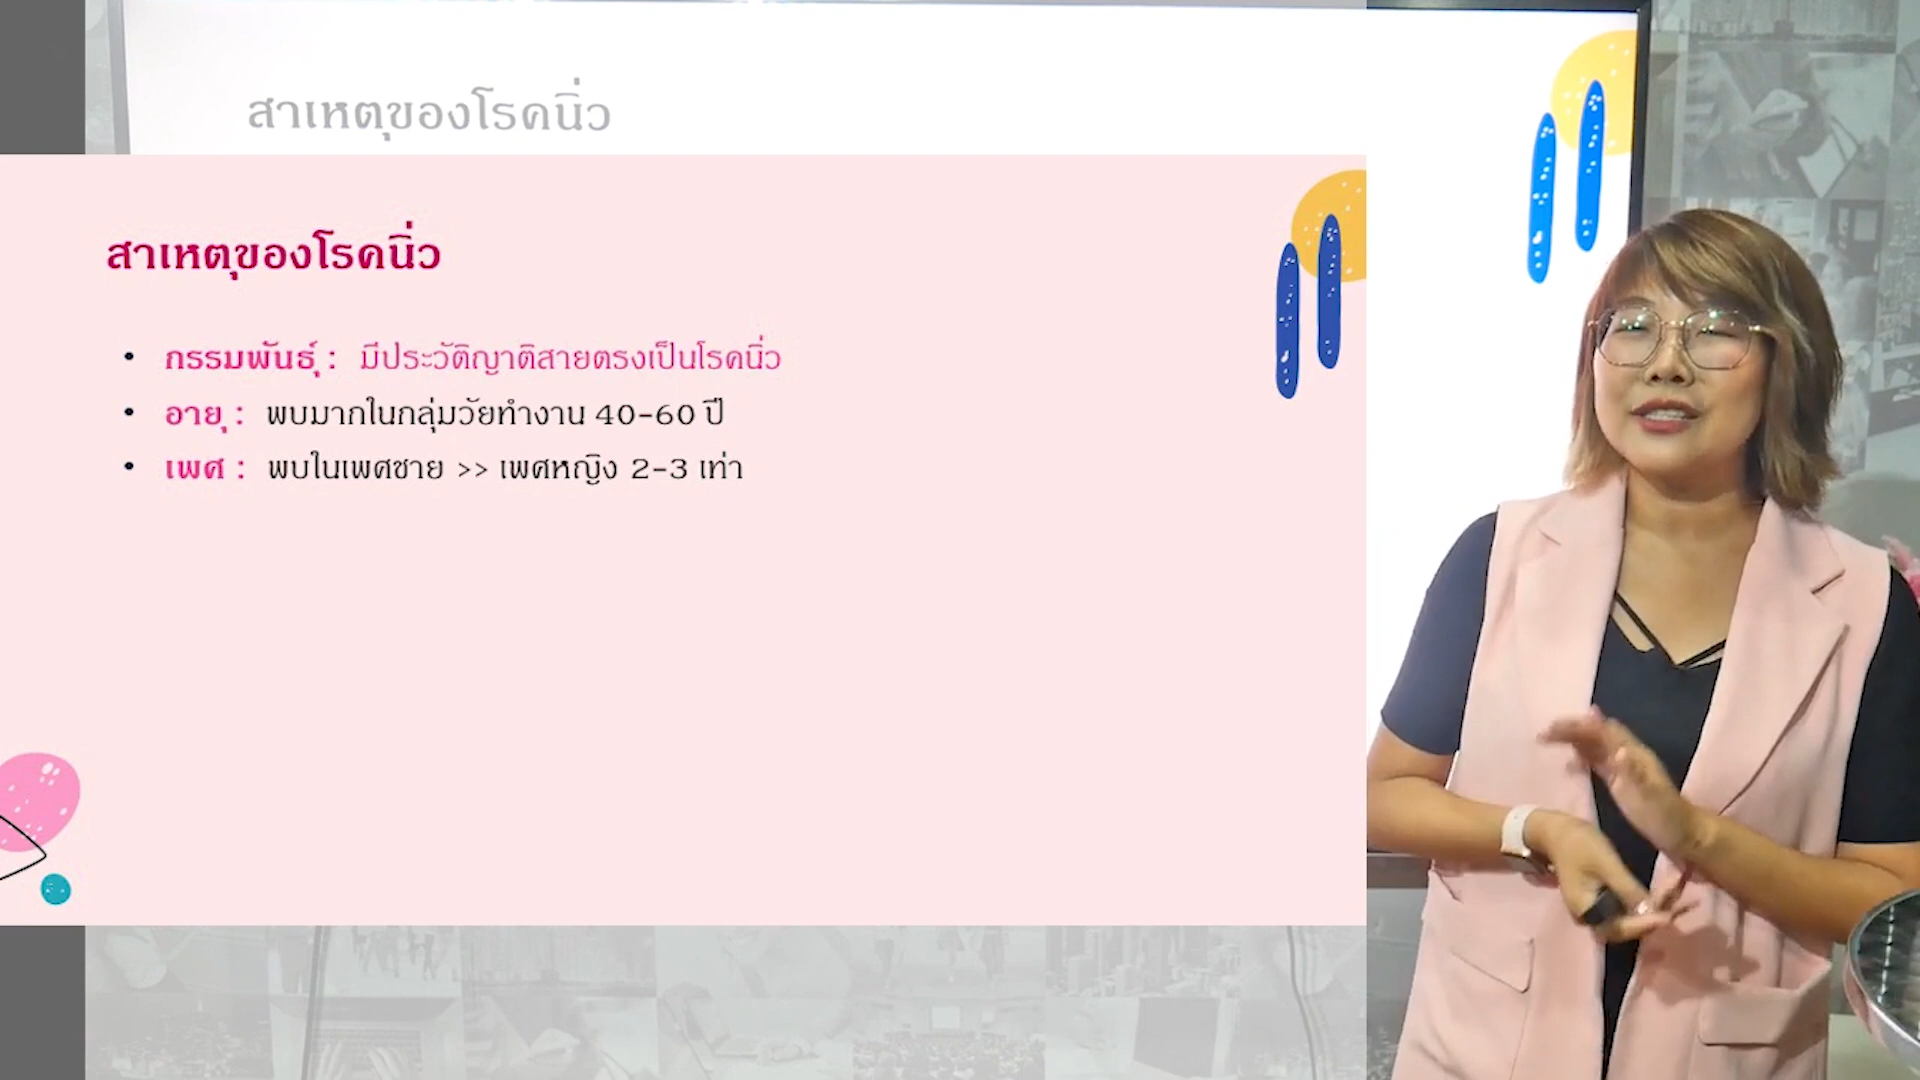 สาเหตุของโรคนิ่ว
สาเหตุของโรคนิ่ว
• กรรมพันธุ์ : มีประวัติญาติสายตรงเป็นโรคนิ่ว
• อายุ : พบมากในกลุ่มวัยทำงาน 40-60 ปี
• เพศ : พบในเพศชาย >> เพศหญิง 2-3 เท่า